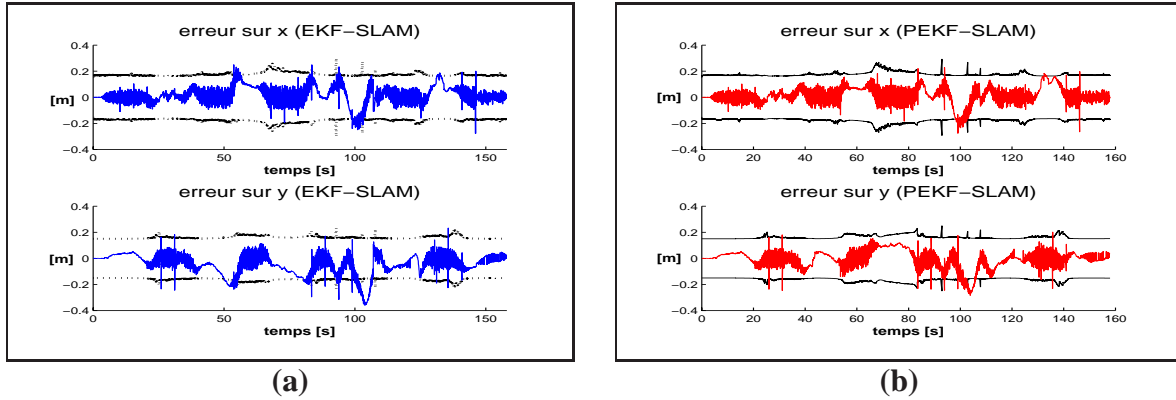 erreur sur x (EKF-SLAM)
0.4
0.2
[m] 0
−0.2
−0.4
0 50 100 150
temps [s]
erreur sur y (EKF-SLAM)
0.4
0.2
[m] 0
−0.2
−0.4
0 50 100 150
temps [s]
(a)
erreur sur x (PEKF-SLAM)
0.4
0.2
[m] 0
−0.2
−0.4
0 20 40 60 80 100 120 140 160
temps [s]
erreur sur y (PEKF-SLAM)
0.4
0.2
[m] 0
−0.2
−0.4
0 20 40 60 80 100 120 140 160
temps [s]
(b)